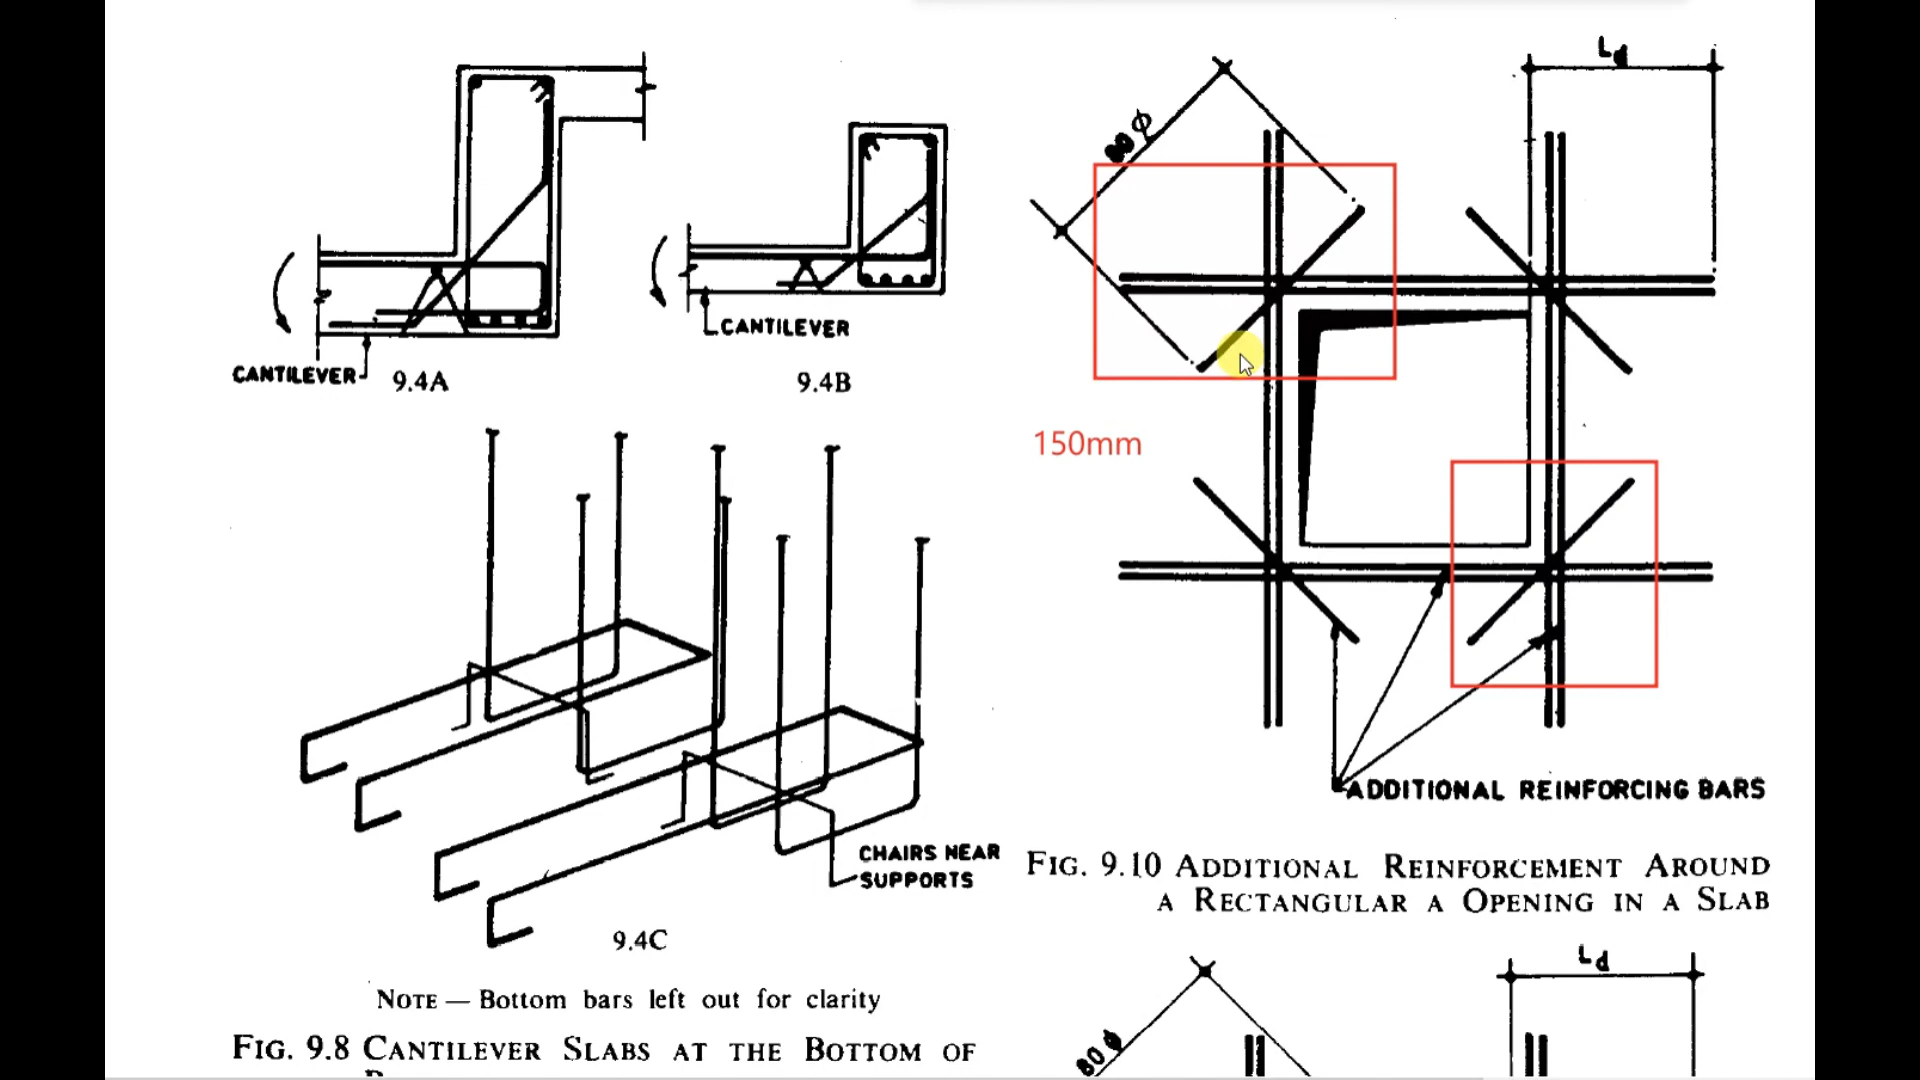 CANTILEVER
9.4A
CANTILEVER
9.4B
9.4C
CHAIRS NEAR
SUPPORTS
NOTE — Bottom bars left out for clarity
FIG. 9.8 CANTILEVER SLABS AT THE BOTTOM OF
Ld
80 ϕ
150mm
ADDITIONAL REINFORCING BARS
FIG. 9.10 ADDITIONAL REINFORCEMENT AROUND
A RECTANGULAR A OPENING IN A SLAB
Ld
80 ϕ